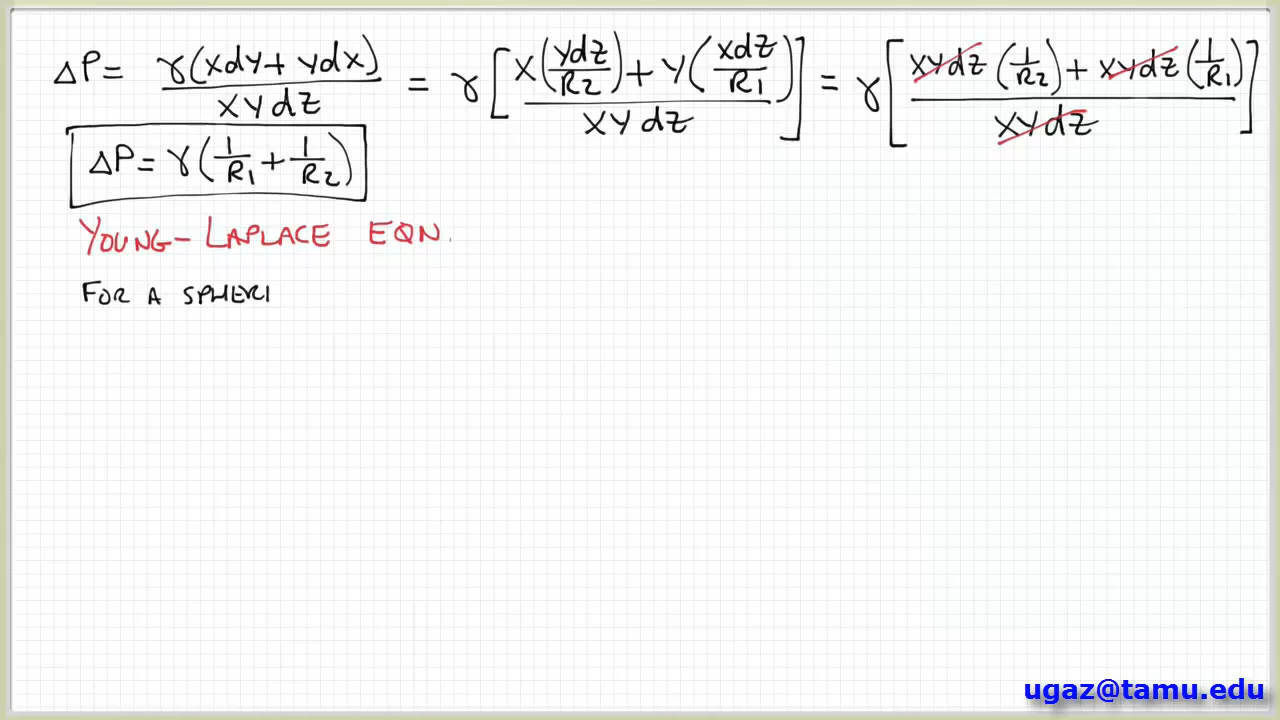 ΔP = γ(xdy + ydx) / xydz = γ[x(ydz/R2) + y(xdz/R1) / xydz] = γ[xydz(1/R2) + xydz(1/R1) / xydz]
ΔP = γ(1/R1 + 1/R2)
YOUNG-LAPLACE EQN.
FOR A SPHERI
ugaz@tamu.edu